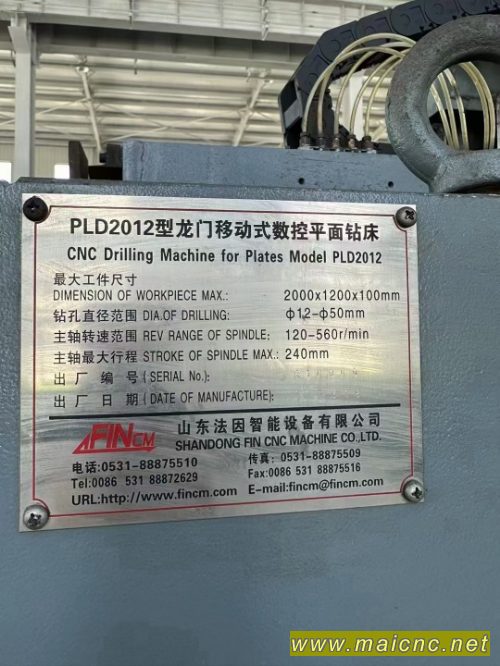 PLD2012型龙门移动式数控平面钻床
CNC Drilling Machine for Plates Model PLD2012
最大工件尺寸
DIMENSION OF WORKPIECE MAX.: 2000x1200x100mm
钻孔直径范围 DIA.OF DRILLING: Φ12-Φ50mm
主轴转速范围 REV RANGE OF SPINDLE: 120-560r/min
主轴最大行程 STROKE OF SPINDLE MAX.: 240mm
出厂编号 (SERIAL No.):
出厂日期 (DATE OF MANUFACTURE):
FINCM 山东法因智能设备有限公司
SHANDONG FIN CNC MACHINE CO.,LTD.
电话:0531-88875510 传真: 0531-88875509
Tel:0086 531 88872629 Fax:0086 531 88875516
URL:http://www.fincm.com E-mail:fincm@fincm.com
www.maicnc.net